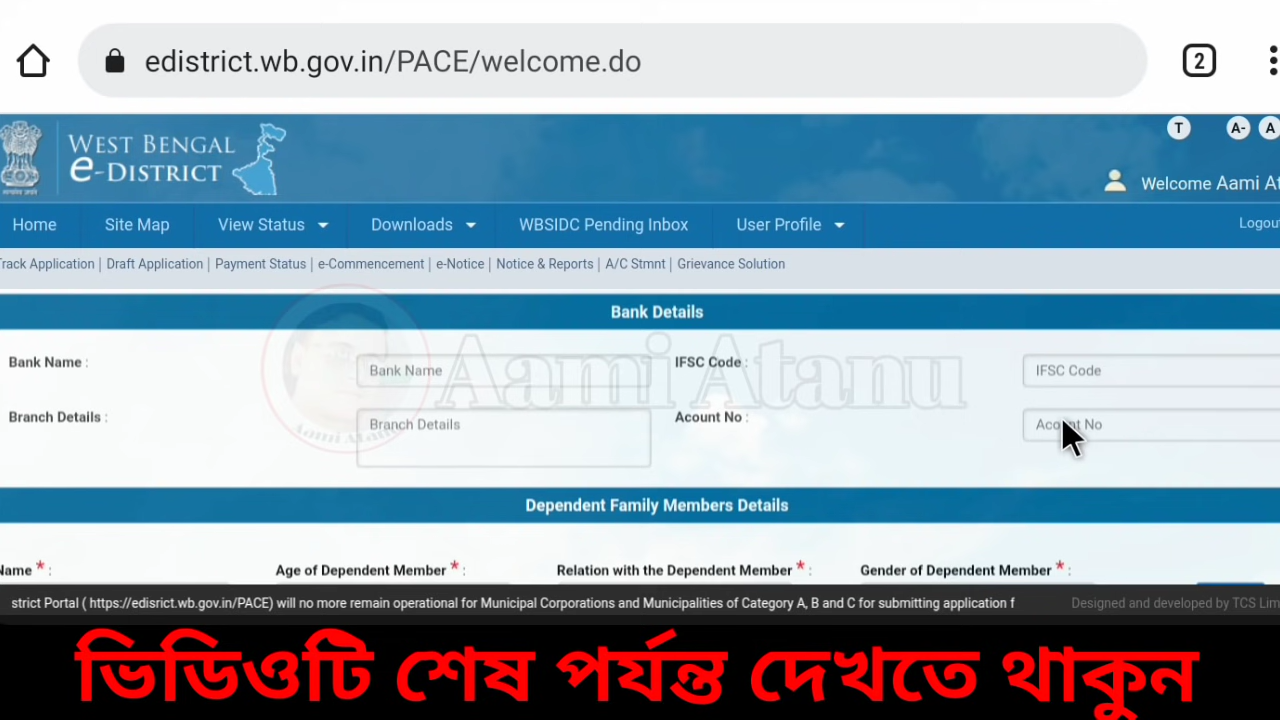 edistrict.wb.gov.in/PACE/welcome.do
2
T A- A
WEST BENGAL
e-DISTRICT
Welcome Aami At
Home Site Map View Status Downloads WBSIDC Pending Inbox User Profile Logou
Track Application | Draft Application | Payment Status | e-Commencement | e-Notice | Notice & Reports | A/C Stmnt | Grievance Solution
Bank Details
Bank Name : Bank Name IFSC Code : IFSC Code
Aami Atanu
Branch Details : Branch Details Acount No : Acount No
Aami Atanu
Dependent Family Members Details
Name * : Age of Dependent Member * : Relation with the Dependent Member * : Gender of Dependent Member * :
strict Portal ( https://edisrict.wb.gov.in/PACE) will no more remain operational for Municipal Corporations and Municipalities of Category A, B and C for submitting application f
Designed and developed by TCS Lim
ভিডিওটি শেষ পর্যন্ত দেখতে থাকুন